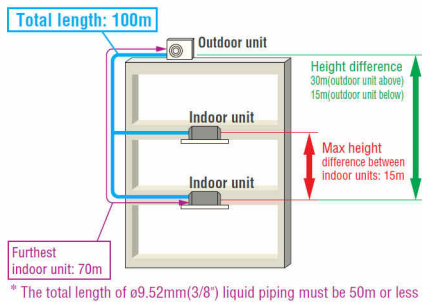 Total length: 100m
Outdoor unit
Height difference
30m(outdoor unit above)
15m(outdoor unit below)
Indoor unit
Max height
difference between
indoor units: 15m
Indoor unit
Furthest
indoor unit: 70m
* The total length of ø9.52mm(3/8") liquid piping must be 50m or less